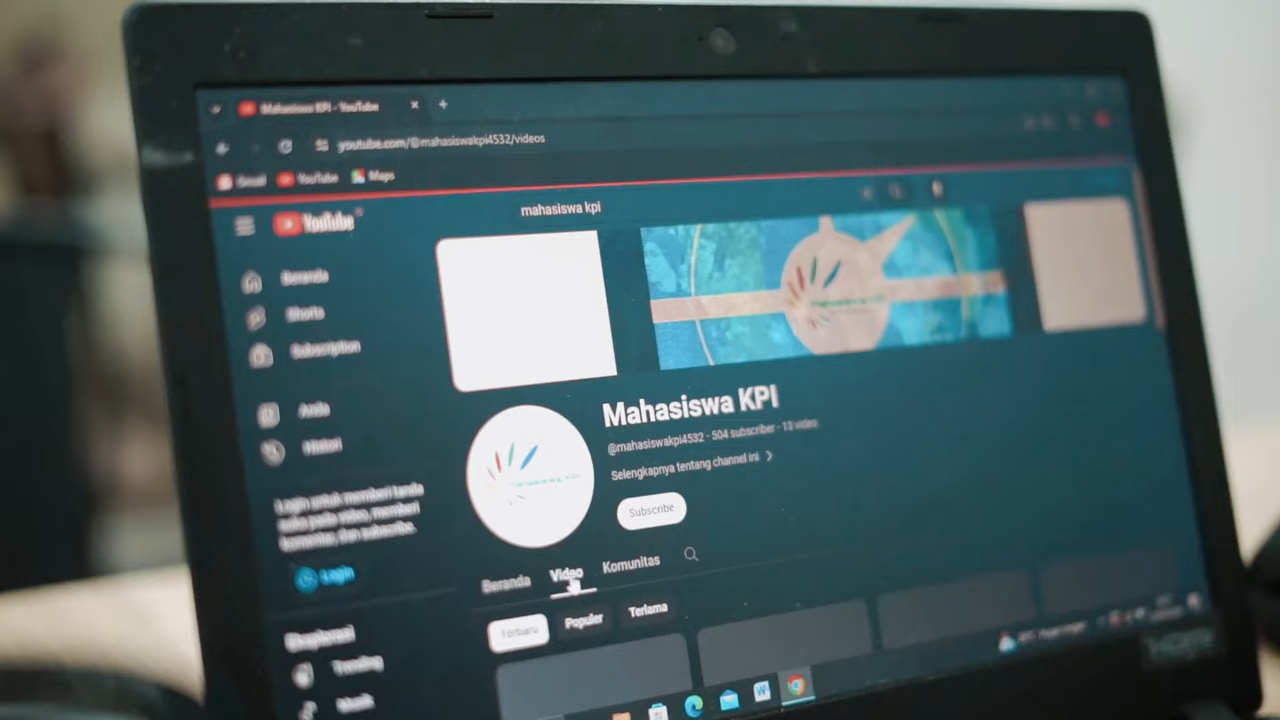 Mahasiswa KPI - YouTube
youtube.com/@mahasiswakpi4532/videos
Gmail YouTube Maps
YouTube
mahasiswa kpi
Beranda
Shorts
Subscription
Anda
Histori
Login untuk memberi tanda
suka pada video, memberi
komentar, dan subscribe.
Login
Eksplorasi
Trending
Musik
Mahasiswa KPI
@mahasiswakpi4532 - 504 subscriber - 13 video
Selengkapnya tentang channel ini
Subscribe
Beranda Video Komunitas
Terbaru Populer Terlama